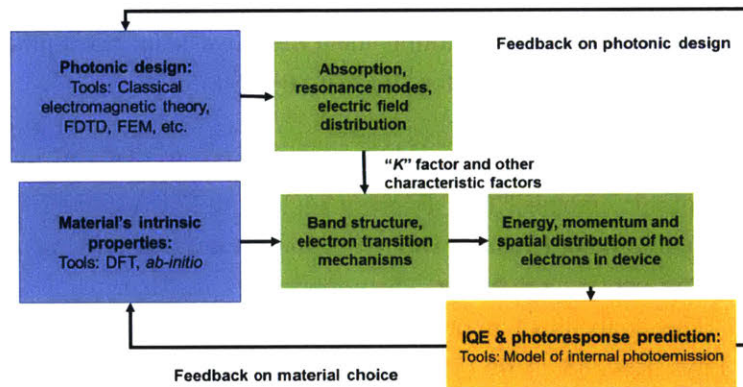 Feedback on photonic design
Photonic design:
Tools: Classical
electromagnetic theory,
FDTD, FEM, etc.
Absorption,
resonance modes,
electric field
distribution
"K" factor and other
characteristic factors
Material's intrinsic
properties:
Tools: DFT, ab-initio
Band structure,
electron transition
mechanisms
Energy, momentum and
spatial distribution of hot
electrons in device
IQE & photoresponse prediction:
Tools: Model of internal photoemission
Feedback on material choice